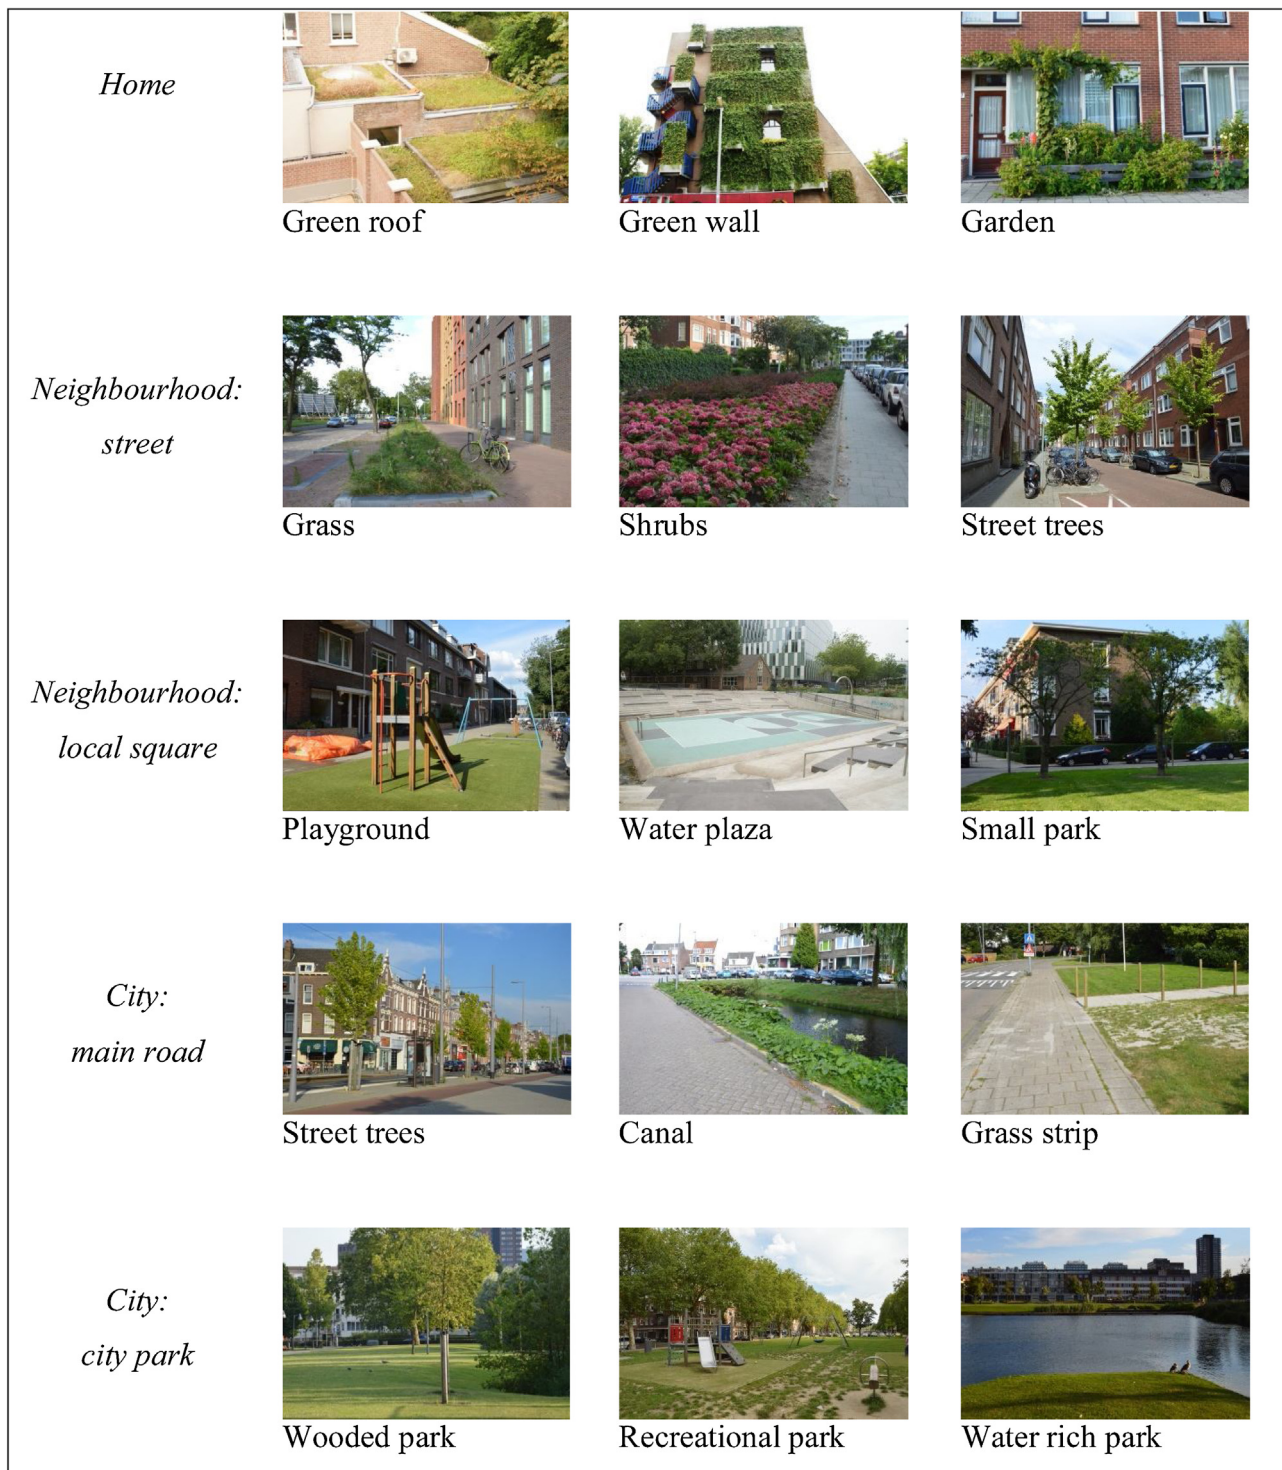 Home
Green roof
Green wall
Garden
Neighbourhood:
street
Grass
Shrubs
Street trees
Neighbourhood:
local square
Playground
Water plaza
Small park
City:
main road
Street trees
Canal
Grass strip
City:
city park
Wooded park
Recreational park
Water rich park